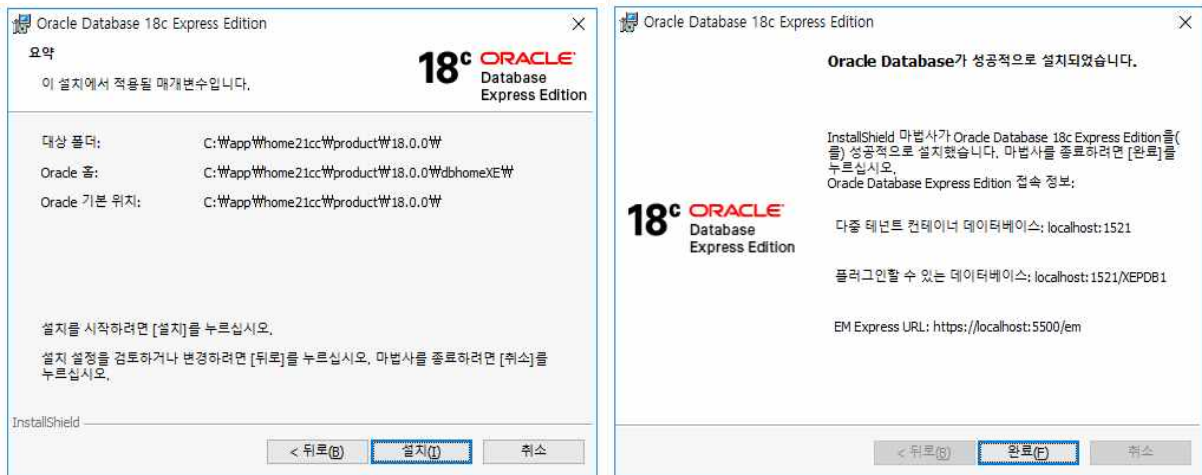 Oracle Database 18c Express Edition
요약
이 설치에서 적용될 매개변수입니다.
18c ORACLE
Database
Express Edition
대상 폴더: C:₩app₩home21cc₩product₩18.0.0₩
Oracle 홈: C:₩app₩home21cc₩product₩18.0.0₩dbhomeXE₩
Oracle 기본 위치: C:₩app₩home21cc₩product₩18.0.0₩
설치를 시작하려면 [설치]를 누르십시오.
설치 설정을 검토하거나 변경하려면 [뒤로]를 누르십시오. 마법사를 종료하려면 [취소]를
누르십시오.
InstallShield
< 뒤로(B) 설치(I) 취소
Oracle Database 18c Express Edition
Oracle Database가 성공적으로 설치되었습니다.
InstallShield 마법사가 Oracle Database 18c Express Edition을(
를) 성공적으로 설치했습니다. 마법사를 종료하려면 [완료]를
누르십시오.
Oracle Database Express Edition 접속 정보:
18c ORACLE
Database
Express Edition
다중 테넌트 컨테이너 데이터베이스: localhost:1521
플러그인할 수 있는 데이터베이스: localhost:1521/XEPDB1
EM Express URL: https://localhost:5500/em
< 뒤로(B) 완료(F) 취소